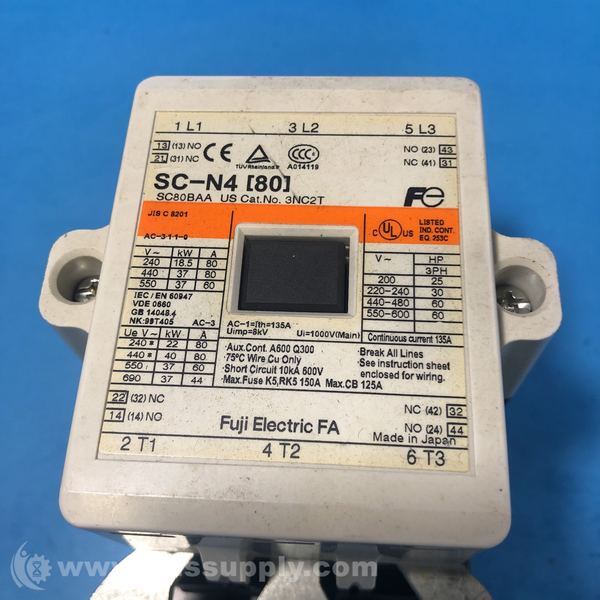 1 L1 3 L2 5 L3
13 (13) NO
21 (31) NC
CE
TÜVRheinland
CCC
A014119
NO (23) 43
NC (41) 31
SC-N4 [80]
SC80BAA US Cat.No. 3NC2T
Fe
JIS C 8201
AC-3·1·1-0
V~ kW A
240 18.5 80
440 37 80
550 37 60
IEC / EN 60947
VDE 0660
GB 14048.4
NK:98T405 AC-3
Ue V~ kW A
240* 22 80
440* 40 80
550 37 60
690 37 44
c UL US
LISTED
IND. CONT.
EQ. 253C
V~ HP
3PH
200 25
220-240 30
440-480 60
550-600 60
Continuous current 135A
AC-1=Ith=135A
Uimp=8kV Ui=1000V(Main)
*Aux.Cont. A600 Q300
*75°C Wire Cu Only
*Short Circuit 10kA 600V
*Max.Fuse K5,RK5 150A Max.CB 125A
*Break All Lines
*See instruction sheet
enclosed for wiring.
22 (32) NC
14 (14) NO
Fuji Electric FA
NC (42) 32
NO (24) 44
Made in Japan
2 T1 4 T2 6 T3